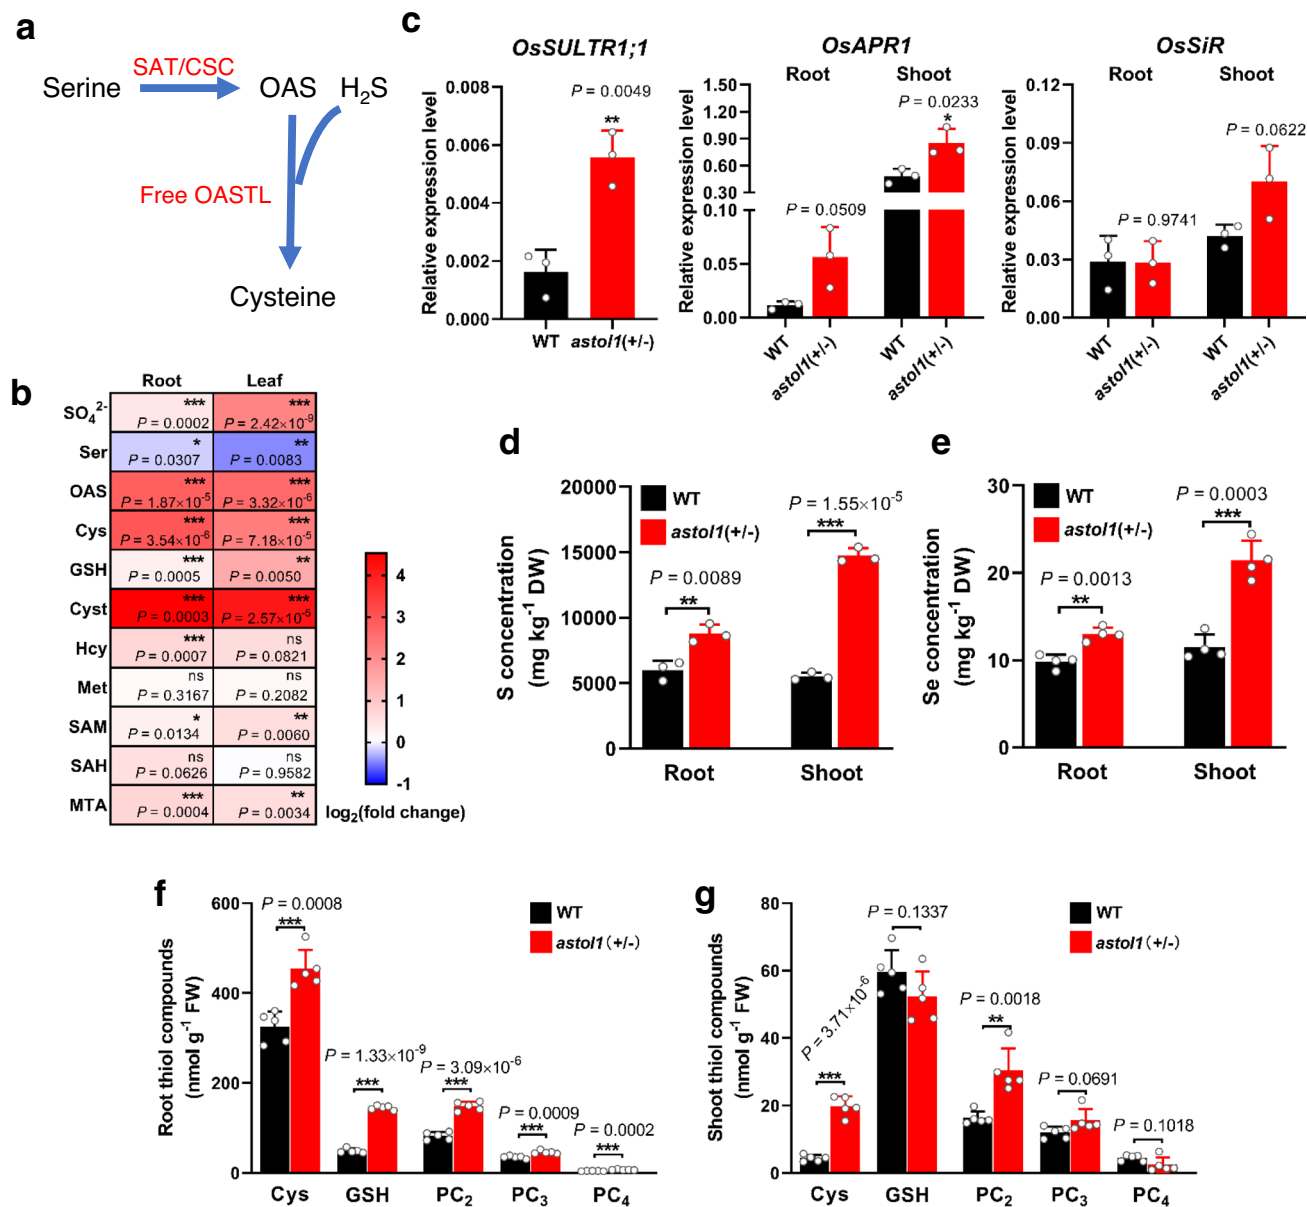 a
SAT/CSC
Serine
OAS
H2S
Free OASTL
Cysteine
b
Root Leaf
SO4 2-
***
P = 0.0002
***
P = 2.42×10-9
Ser
*
P = 0.0307
**
P = 0.0083
OAS
***
P = 1.87×10-5
***
P = 3.32×10-6
Cys
***
P = 3.54×10-6
***
P = 7.18×10-5
GSH
***
P = 0.0005
**
P = 0.0050
Cyst
***
P = 0.0003
***
P = 2.57×10-5
Hcy
***
P = 0.0007
ns
P = 0.0821
Met
ns
P = 0.3167
ns
P = 0.2082
SAM
*
P = 0.0134
**
P = 0.0060
SAH
ns
P = 0.0626
ns
P = 0.9582
MTA
***
P = 0.0004
**
P = 0.0034
4
3
2
1
0
-1
log2(fold change)
c
OsSULTR1;1
Relative expression level
0.008
0.006
0.004
0.002
0.000
P = 0.0049
**
WT
astol1(+/-)
OsAPR1
Root
Shoot
Relative expression level
1.50
1.20
0.90
0.60
0.30
0.10
0.05
0.00
P = 0.0509
P = 0.0233
*
WT
astol1(+/-)
WT
astol1(+/-)
OsSiR
Root
Shoot
Relative expression level
0.12
0.09
0.06
0.03
0.00
P = 0.9741
P = 0.0622
WT
astol1(+/-)
WT
astol1(+/-)
d
S concentration
(mg kg-1 DW)
20000
15000
10000
5000
0
WT
astol1(+/-)
P = 0.0089
**
P = 1.55×10-5
***
Root
Shoot
e
Se concentration
(mg kg-1 DW)
30
20
10
0
WT
astol1(+/-)
P = 0.0013
**
P = 0.0003
***
Root
Shoot
f
Root thiol compounds
(nmol g-1 FW)
600
400
200
0
WT
astol1(+/-)
P = 0.0008
***
P = 1.33×10-9
***
P = 3.09×10-6
***
P = 0.0009
***
P = 0.0002
***
Cys
GSH
PC2
PC3
PC4
g
Shoot thiol compounds
(nmol g-1 FW)
80
60
40
20
0
WT
astol1(+/-)
P = 3.71×10-6
***
P = 0.1337
P = 0.0018
**
P = 0.0691
P = 0.1018
Cys
GSH
PC2
PC3
PC4